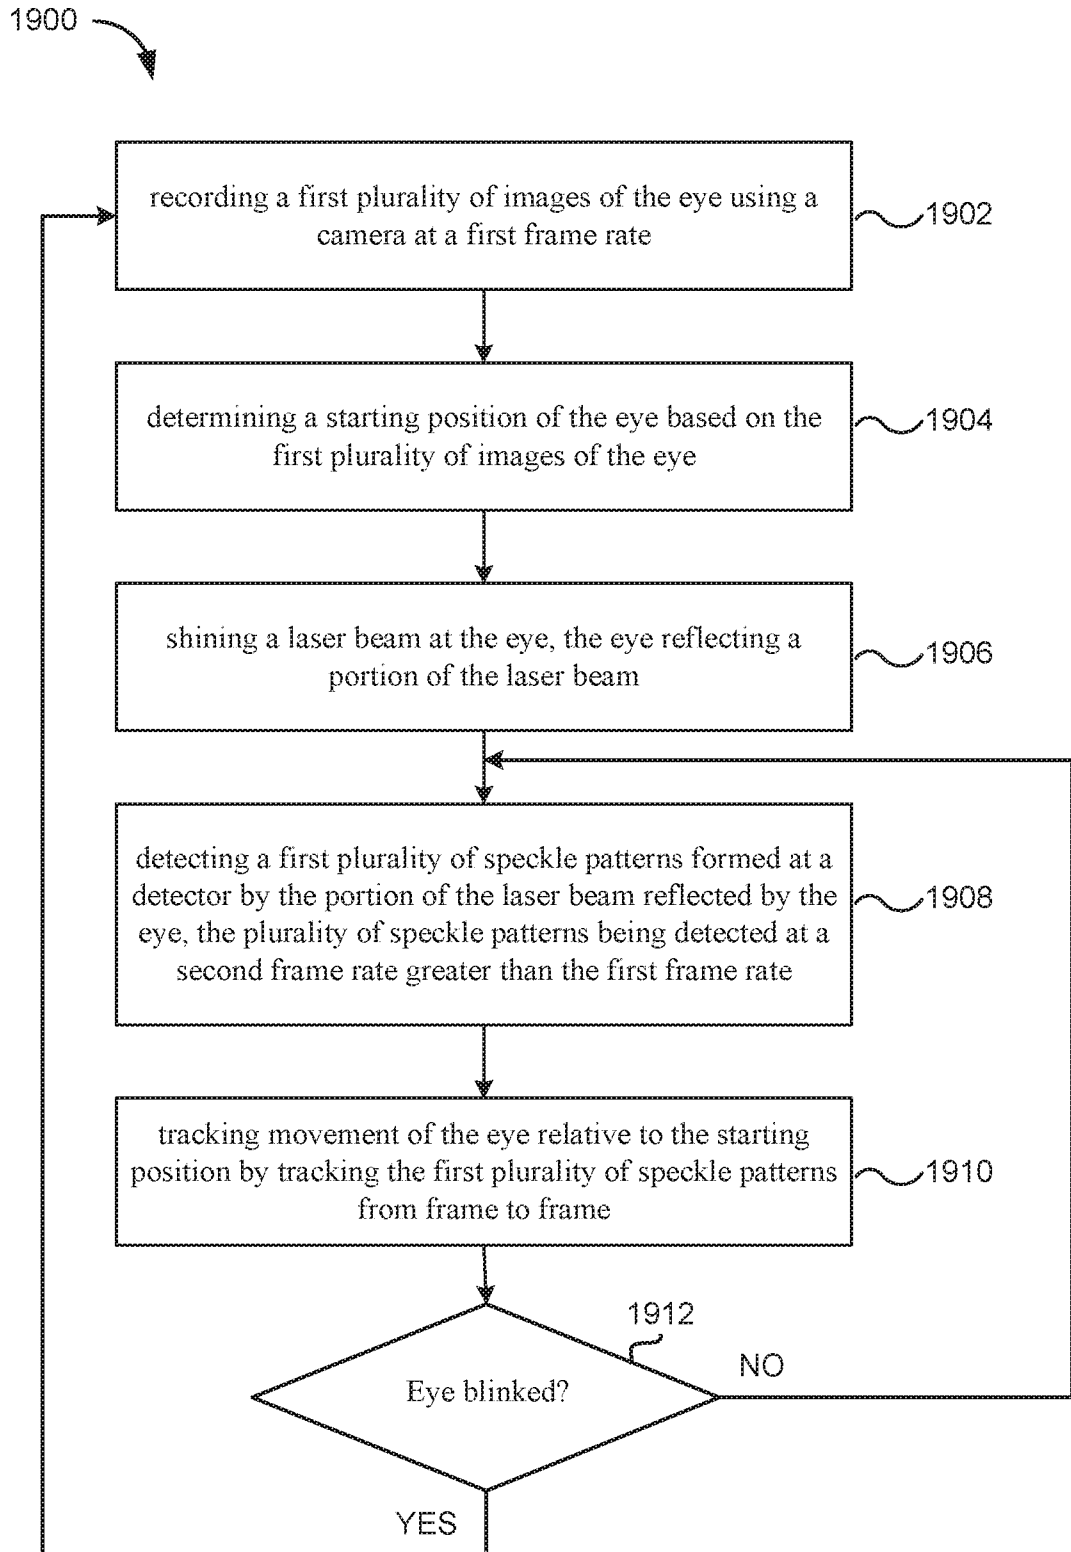 1900
recording a first plurality of images of the eye using a
camera at a first frame rate
1902
determining a starting position of the eye based on the
first plurality of images of the eye
1904
shining a laser beam at the eye, the eye reflecting a
portion of the laser beam
1906
detecting a first plurality of speckle patterns formed at a
detector by the portion of the laser beam reflected by the
eye, the plurality of speckle patterns being detected at a
second frame rate greater than the first frame rate
1908
tracking movement of the eye relative to the starting
position by tracking the first plurality of speckle patterns
from frame to frame
1910
1912
Eye blinked?
NO
YES